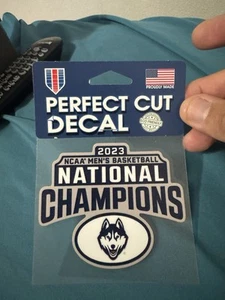 PROUDLY MADE
PERFECT CUT
DECAL
2023
NCAA® MEN'S BASKETBALL
NATIONAL
CHAMPIONS